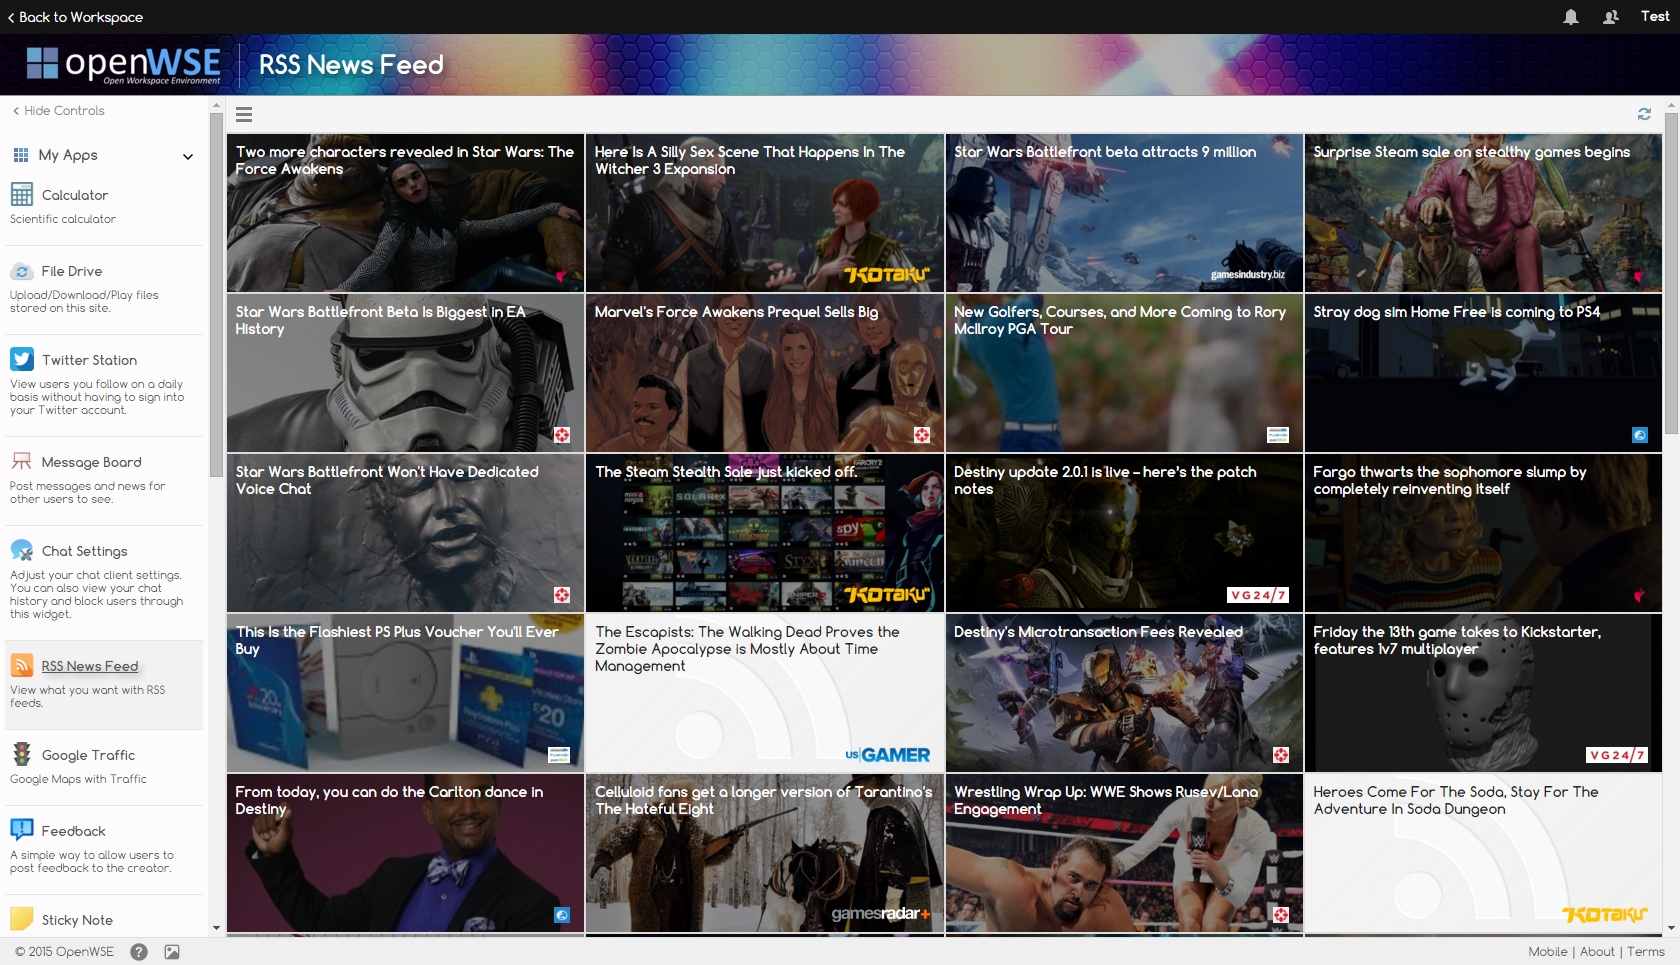 Back to Workspace
Test
openWSE
Open Workspace Environment
RSS News Feed
Hide Controls
My Apps
Calculator
Scientific calculator
File Drive
Upload/Download/Play files
stored on this site.
Twitter Station
View users you follow on a daily
basis without having to sign into
your Twitter account.
Message Board
Post messages and news for
other users to see.
Chat Settings
Adjust your chat client settings.
You can also view your chat
history and block users through
this widget.
RSS News Feed
View what you want with RSS
feeds.
Google Traffic
Google Maps with Traffic
Feedback
A simple way to allow users to
post feedback to the creator.
Sticky Note
Two more characters revealed in Star Wars: The
Force Awakens
Here Is A Silly Sex Scene That Happens In The
Witcher 3 Expansion
KOTAKU
Star Wars Battlefront beta attracts 9 million
gamesindustry.biz
Surprise Steam sale on stealthy games begins
Star Wars Battlefront Beta Is Biggest in EA
History
Marvel's Force Awakens Prequel Sells Big
New Golfers, Courses, and More Coming to Rory
McIlroy PGA Tour
Stray dog sim Home Free is coming to PS4
Star Wars Battlefront Won't Have Dedicated
Voice Chat
The Steam Stealth Sale just kicked off.
FARCRY2
SOLARIX
spy
STYX
KOTAKU
Destiny update 2.0.1 is live – here's the patch
notes
VG24/7
Fargo thwarts the sophomore slump by
completely reinventing itself
This Is the Flashiest PS Plus Voucher You'll Ever
Buy
20
£20
The Escapists: The Walking Dead Proves the
Zombie Apocalypse is Mostly About Time
Management
US GAMER
Destiny's Microtransaction Fees Revealed
Friday the 13th game takes to Kickstarter,
features 1v7 multiplayer
VG24/7
From today, you can do the Carlton dance in
Destiny
Celluloid fans get a longer version of Tarantino's
The Hateful Eight
gamesradar+
Wrestling Wrap Up: WWE Shows Rusev/Lana
Engagement
Heroes Come For The Soda, Stay For The
Adventure In Soda Dungeon
KOTAKU
© 2015 OpenWSE
?
Mobile | About | Terms